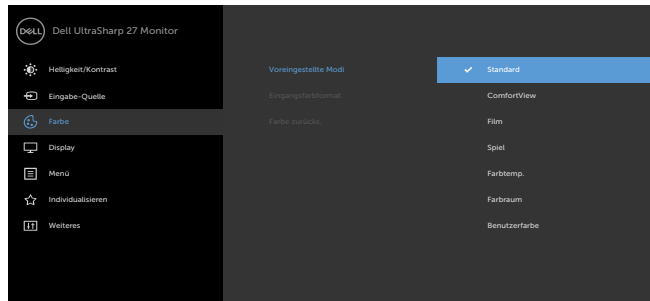 DELL Dell UltraSharp 27 Monitor
Helligkeit/Kontrast Voreingestellte Modi Standard
Eingabe-Quelle Eingangsfarbformat ComfortView
Farbe Farbe zurücks. Film
Display Spiel
Menü Farbtemp.
Individualisieren Farbraum
Weiteres Benutzerfarbe